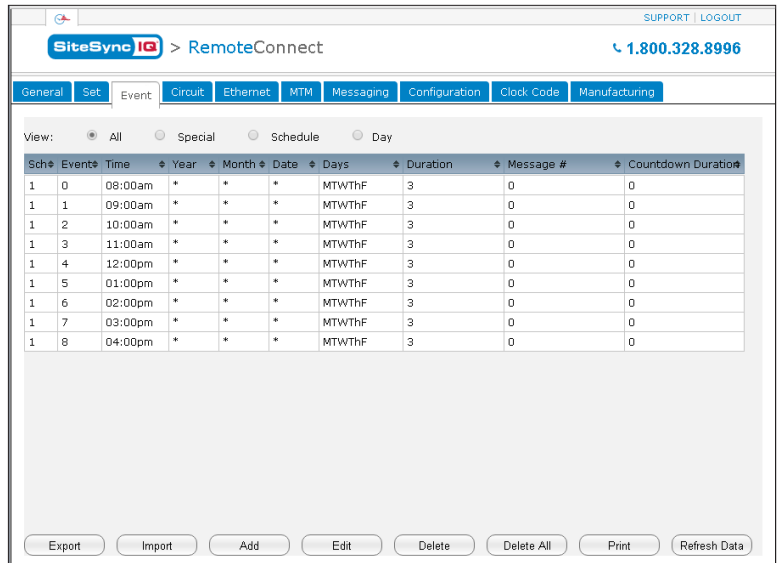 SUPPORT | LOGOUT
SiteSync IQ > RemoteConnect 1.800.328.8996
General Set Event Circuit Ethernet MTM Messaging Configuration Clock Code Manufacturing
View: All Special Schedule Day
Sch Event Time Year Month Date Days Duration Message # Countdown Duration
1 0 08:00am * * * MTWThF 3 0 0
1 1 09:00am * * * MTWThF 3 0 0
1 2 10:00am * * * MTWThF 3 0 0
1 3 11:00am * * * MTWThF 3 0 0
1 4 12:00pm * * * MTWThF 3 0 0
1 5 01:00pm * * * MTWThF 3 0 0
1 6 02:00pm * * * MTWThF 3 0 0
1 7 03:00pm * * * MTWThF 3 0 0
1 8 04:00pm * * * MTWThF 3 0 0
Export Import Add Edit Delete Delete All Print Refresh Data